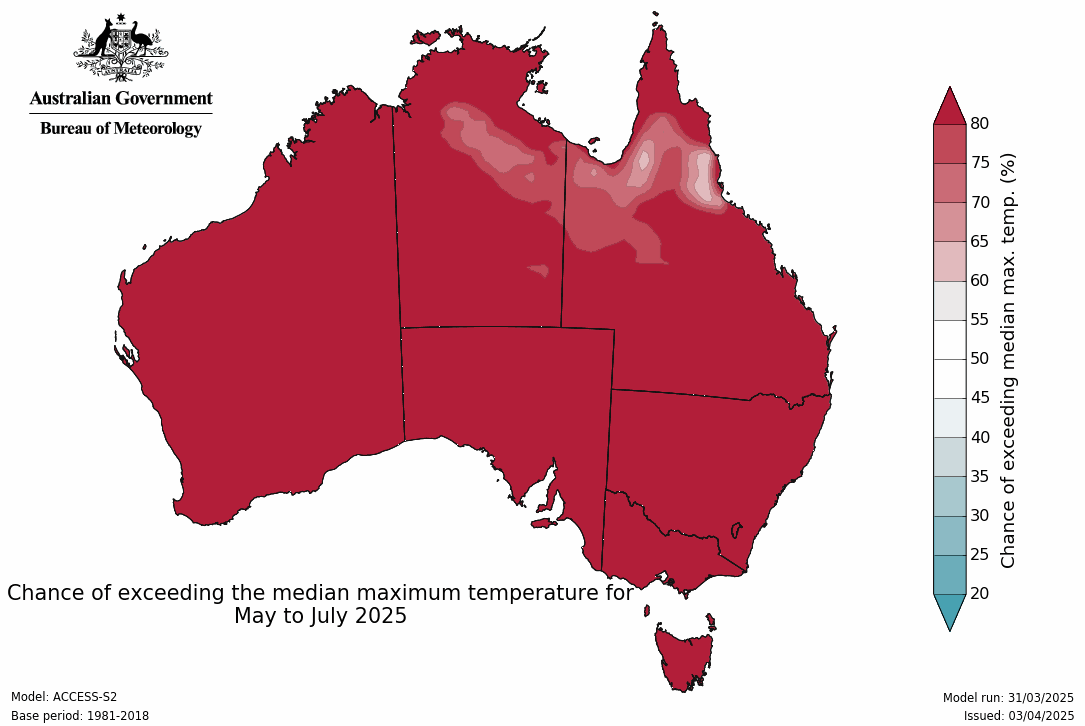 Australian Government
Bureau of Meteorology
80
75
70
65
60
55
50
45
40
35
30
25
20
Chance of exceeding median max. temp. (%)
Chance of exceeding the median maximum temperature for
May to July 2025
Model: ACCESS-S2
Base period: 1981-2018
Model run: 31/03/2025
Issued: 03/04/2025